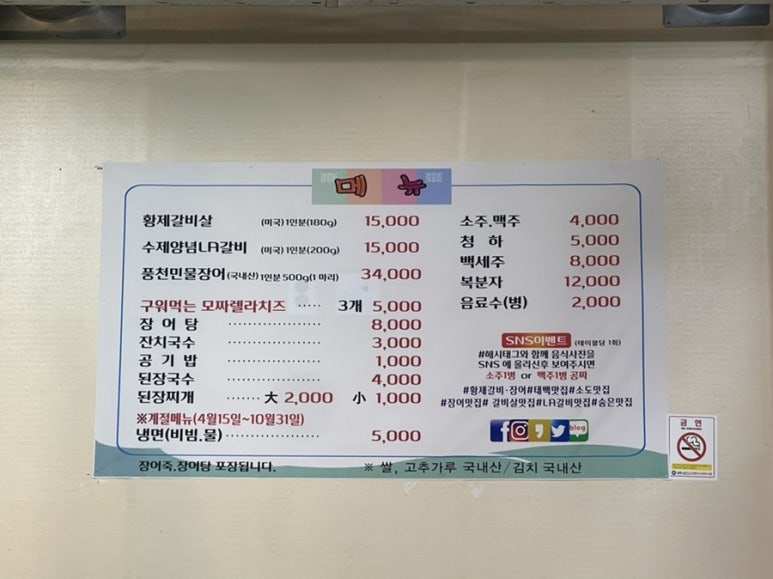 메뉴
황제갈비살 (미국)1인분(180g) 15,000
수제양념LA갈비 (미국)1인분(200g) 15,000
풍천민물장어(국내산)1인분 500g(1 마리) 34,000
구워먹는 모짜렐라치즈 ····· 3개 5,000
장 어 탕 ·················· 8,000
잔치국수 ·················· 3,000
공 기 밥 ·················· 1,000
된장국수 ·················· 4,000
된장찌개 ····· 大 2,000 小 1,000
※계절메뉴(4월15일~10월31일)
냉면(비빔,물)·················· 5,000
소주.맥주 4,000
청 하 5,000
백세주 8,000
복분자 12,000
음료수(병) 2,000
SNS이벤트 (테이블당 1회)
#해시태그와 함께 음식사진을
SNS 에 올리신후 보여주시면
소주1병 or 맥주1병 공짜
#황제갈비·장어#태백맛집#소도맛집
#장어맛집# 갈비살맛집#LA갈비맛집#숨은맛집
blog
장어죽.장어탕 포장됩니다.
※ 쌀, 고추가루 국내산/김치 국내산
금 연